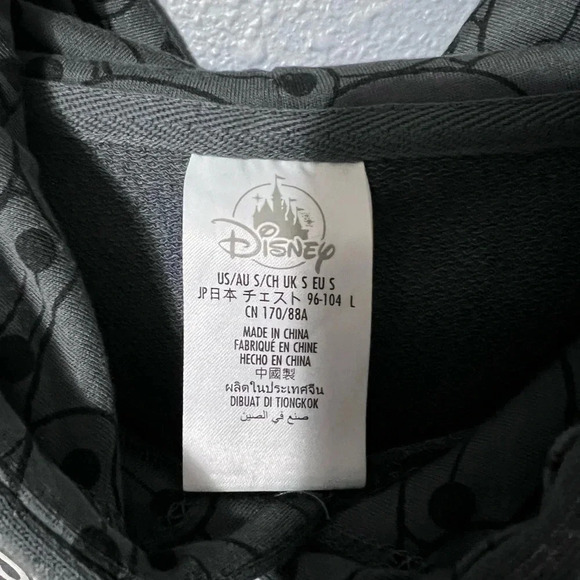 Disney
US/AU S/CH UK S EU S
JP日本 チェスト 96-104 L
CN 170/88A
MADE IN CHINA
FABRIQUÉ EN CHINE
HECHO EN CHINA
中國製
ผลิตในประเทศจีน
DIBUAT DI TIONGKOK
صنع في الصين